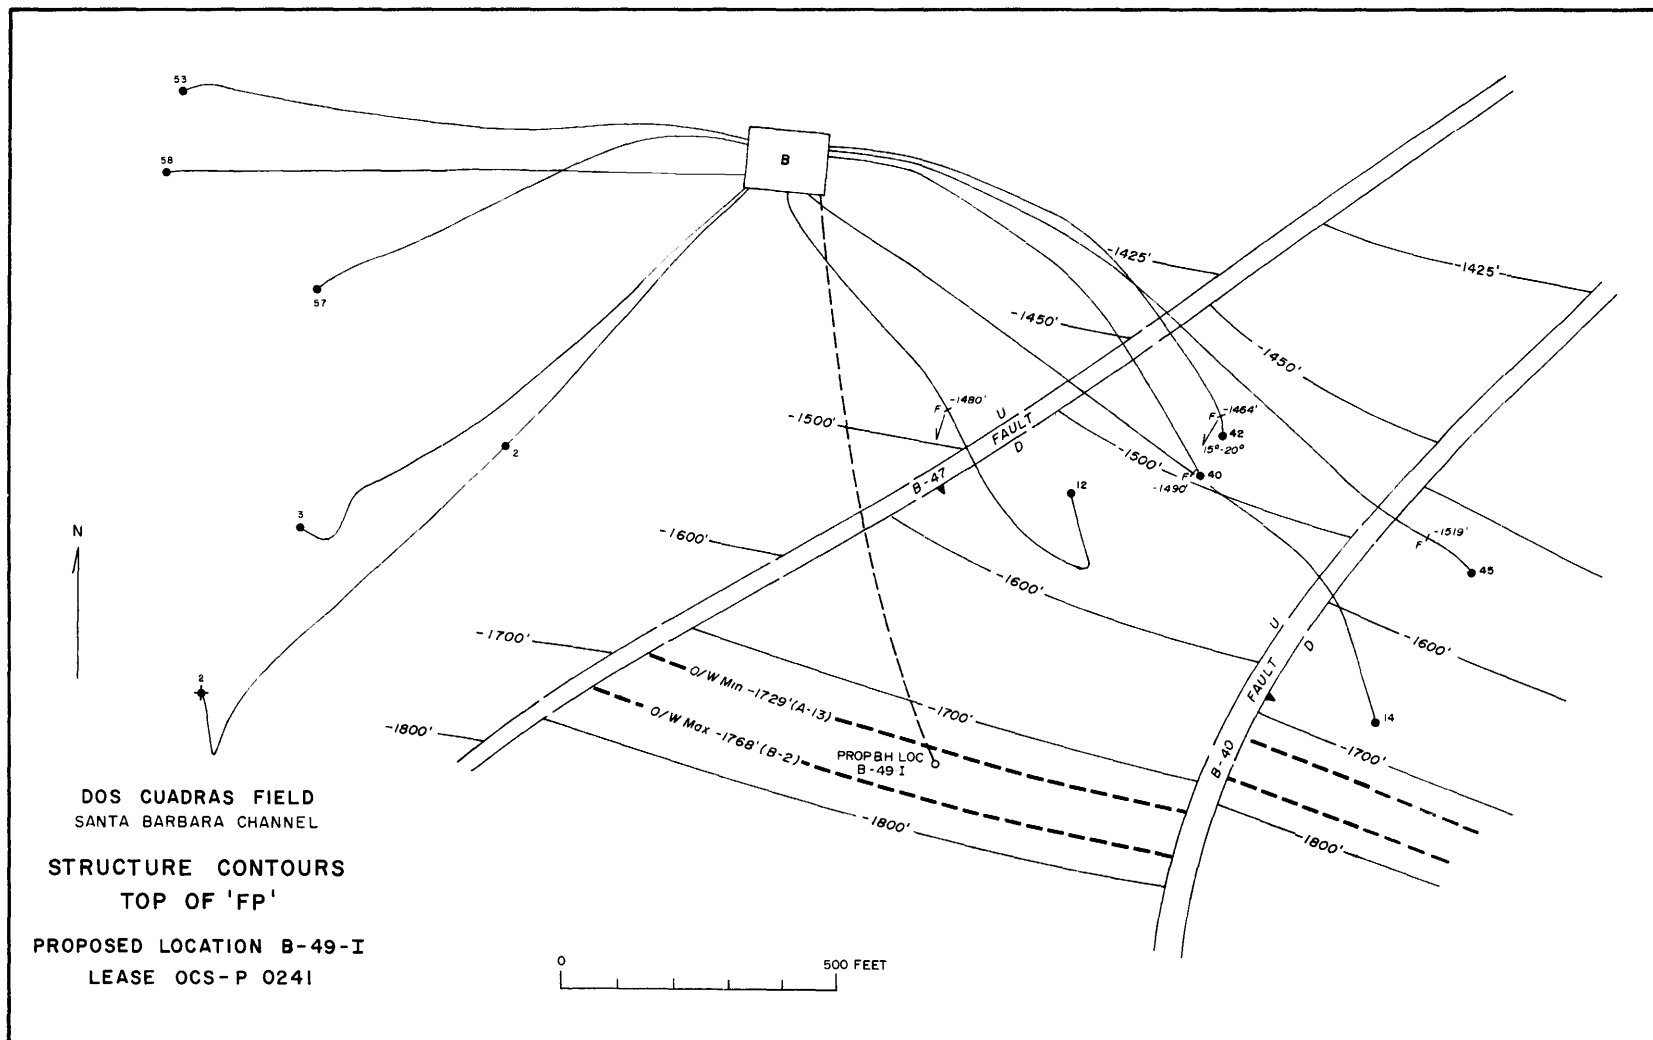 53
B
58
-1425'
-1425'
57
-1450'
-1450'
F -1480'
U
FAULT
D
-1500'
F -1464'
42
15°-20°
2
-1500'
F
40
-1490'
B-47
12
3
N
-1519'
F
45
-1600'
-1600'
U
D
-1600'
-1700'
2
O/W Min -1729' (A-13)
FAULT
-1700'
O/W Max -1768' (B-2)
14
-1800'
-1700'
PROP B.H LOC
B-49 I
B-40
DOS CUADRAS FIELD
SANTA BARBARA CHANNEL
-1800'
-1800'
STRUCTURE CONTOURS
TOP OF 'FP'
PROPOSED LOCATION B-49-I
LEASE OCS-P 0241
0
500 FEET